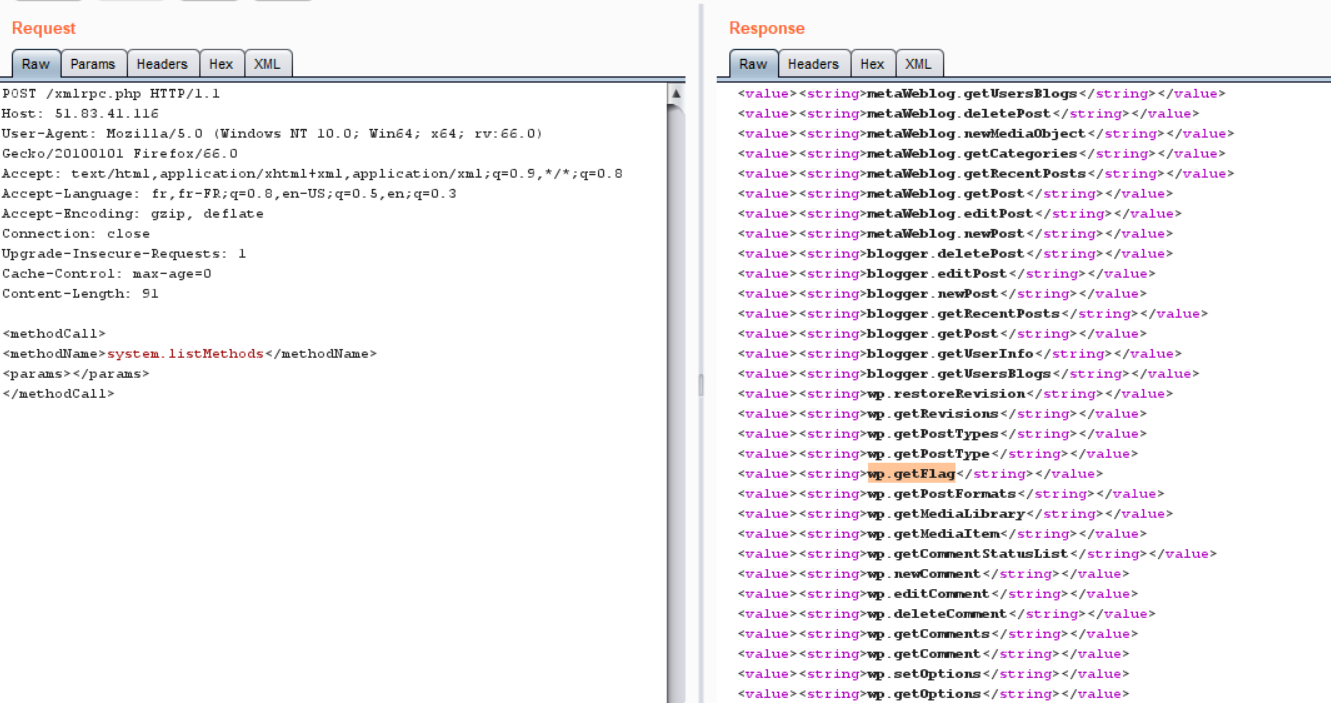 Request
Raw Params Headers Hex XML
POST /xmlrpc.php HTTP/1.1
Host: 51.83.41.116
User-Agent: Mozilla/5.0 (Windows NT 10.0; Win64; x64; rv:66.0)
Gecko/20100101 Firefox/66.0
Accept: text/html,application/xhtml+xml,application/xml;q=0.9,*/*;q=0.8
Accept-Language: fr,fr-FR;q=0.8,en-US;q=0.5,en;q=0.3
Accept-Encoding: gzip, deflate
Connection: close
Upgrade-Insecure-Requests: 1
Cache-Control: max-age=0
Content-Length: 91
<methodCall>
<methodName>system.listMethods</methodName>
<params></params>
</methodCall>
Response
Raw Headers Hex XML
<value><string>metaWeblog.getUsersBlogs</string></value>
<value><string>metaWeblog.deletePost</string></value>
<value><string>metaWeblog.newMediaObject</string></value>
<value><string>metaWeblog.getCategories</string></value>
<value><string>metaWeblog.getRecentPosts</string></value>
<value><string>metaWeblog.getPost</string></value>
<value><string>metaWeblog.editPost</string></value>
<value><string>metaWeblog.newPost</string></value>
<value><string>blogger.deletePost</string></value>
<value><string>blogger.editPost</string></value>
<value><string>blogger.newPost</string></value>
<value><string>blogger.getRecentPosts</string></value>
<value><string>blogger.getPost</string></value>
<value><string>blogger.getUserInfo</string></value>
<value><string>blogger.getUsersBlogs</string></value>
<value><string>wp.restoreRevision</string></value>
<value><string>wp.getRevisions</string></value>
<value><string>wp.getPostTypes</string></value>
<value><string>wp.getPostType</string></value>
<value><string>wp.getFlag</string></value>
<value><string>wp.getPostFormats</string></value>
<value><string>wp.getMediaLibrary</string></value>
<value><string>wp.getMediaItem</string></value>
<value><string>wp.getCommentStatusList</string></value>
<value><string>wp.newComment</string></value>
<value><string>wp.editComment</string></value>
<value><string>wp.deleteComment</string></value>
<value><string>wp.getComments</string></value>
<value><string>wp.getComment</string></value>
<value><string>wp.setOptions</string></value>
<value><string>wp.getOptions</string></value>